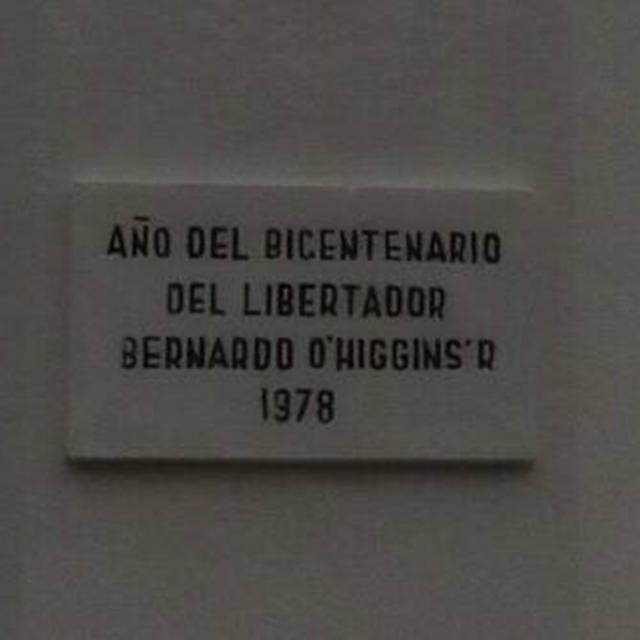 AÑO DEL BICENTENARIO
DEL LIBERTADOR
BERNARDO O'HIGGINS'R
1978